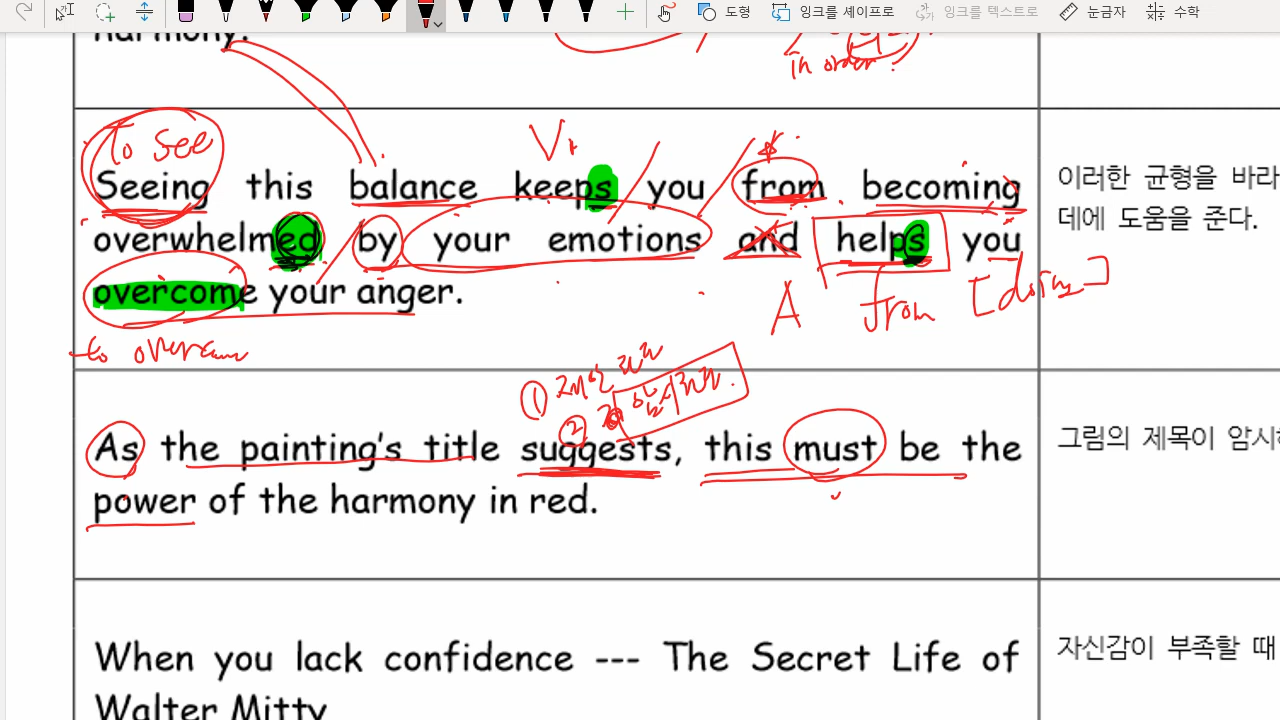 도형 잉크를 셰이프로 잉크를 텍스트로 눈금자 수학
harmony.
in order
To See
V
Seeing this balance keeps you from becoming
overwhelmed by your emotions and helps you
overcome your anger.
A from [doing]
to overcome
이러한 균형을 바라
데에 도움을 준다.
① 
②
As the painting's title suggests, this must be the
power of the harmony in red.
그림의 제목이 암시
When you lack confidence --- The Secret Life of
Walter Mitty
자신감이 부족할 때